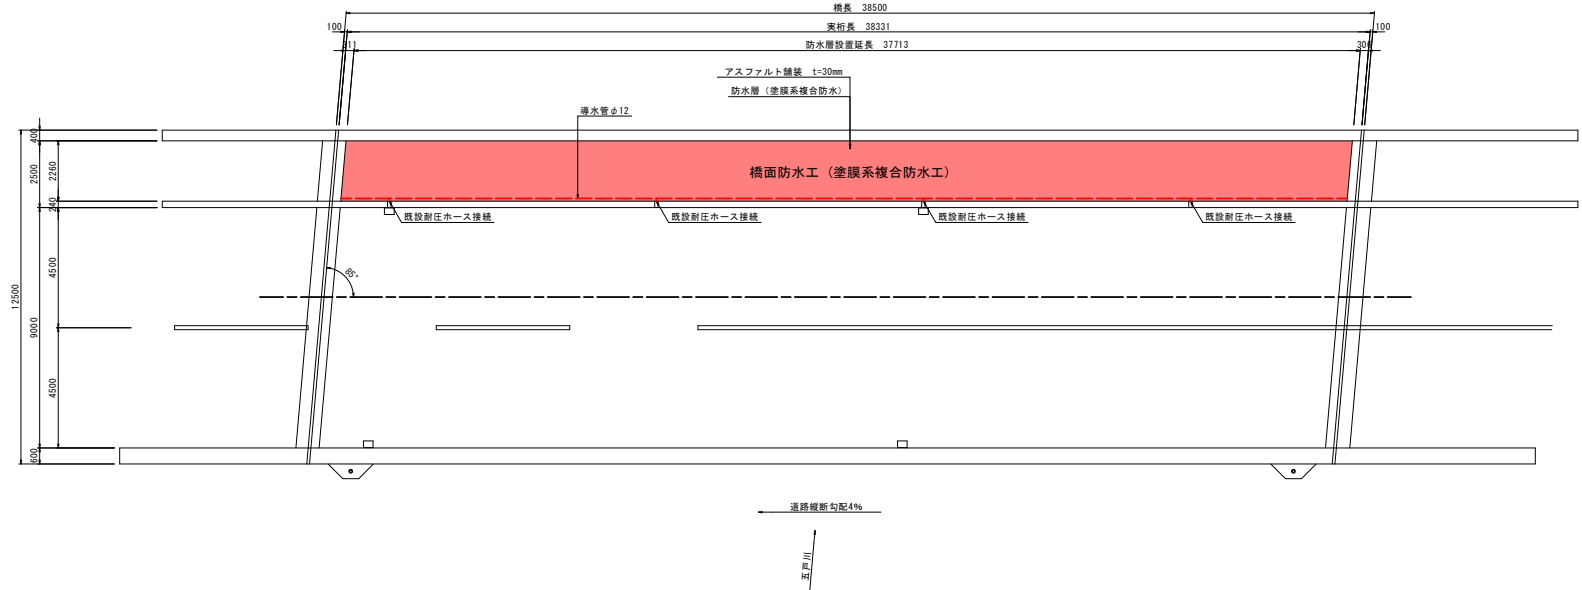 橋長 38500
100
実桁長 38331
100
311
防水層設置延長 37713
306
アスファルト舗装 t=30mm
防水層(塗膜系複合防水)
導水管φ12
400
2500
2260
橋面防水工(塗膜系複合防水工)
240
既設耐圧ホース接続
既設耐圧ホース接続
既設耐圧ホース接続
既設耐圧ホース接続
4500
85°
12500
9000
4500
600
道路縦断勾配4%
五戸川